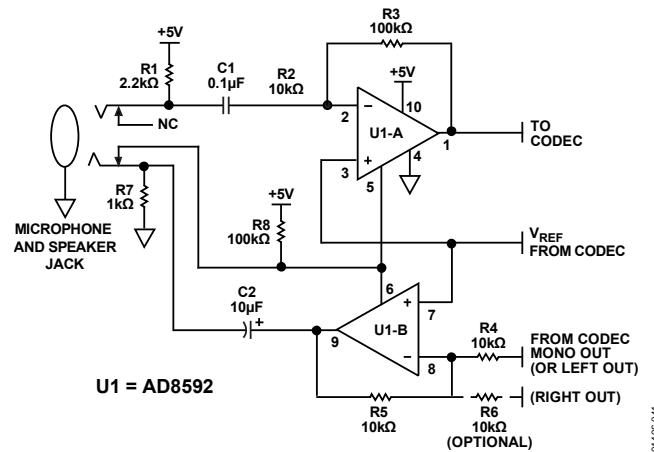 +5V
R1
2.2kΩ
C1
0.1µF
R2
10kΩ
R3
100kΩ
+5V
10
2
−
U1-A
+
3
4
5
1
TO
CODEC
NC
R7
1kΩ
MICROPHONE
AND SPEAKER
JACK
+5V
R8
100kΩ
VREF
FROM CODEC
C2
10µF
+
6
+
7
U1-B
9
−
8
R4
10kΩ
FROM CODEC
MONO OUT
(OR LEFT OUT)
R5
10kΩ
R6
10kΩ
(OPTIONAL)
(RIGHT OUT)
U1 = AD8592